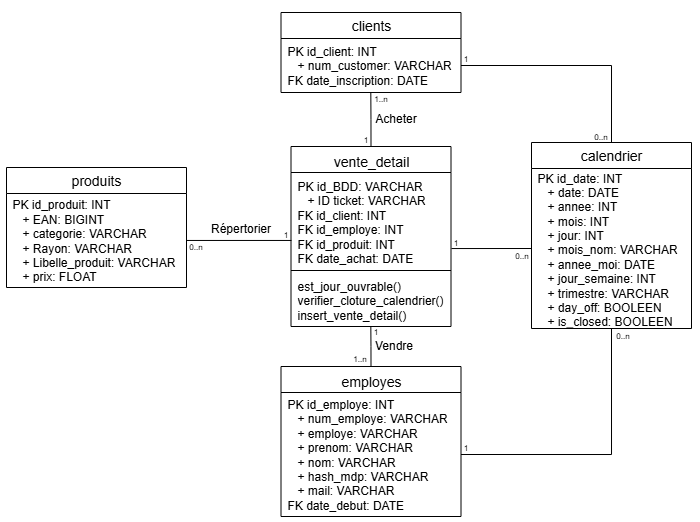 clients
PK id_client: INT
+ num_customer: VARCHAR
FK date_inscription: DATE
1
1..n
Acheter
1
0..n
produits
PK id_produit: INT
+ EAN: BIGINT
+ categorie: VARCHAR
+ Rayon: VARCHAR
+ Libelle_produit: VARCHAR
+ prix: FLOAT
Répertorier
0..n
1
vente_detail
PK id_BDD: VARCHAR
+ ID ticket: VARCHAR
FK id_client: INT
FK id_employe: INT
FK id_produit: INT
FK date_achat: DATE
est_jour_ouvrable()
verifier_cloture_calendrier()
insert_vente_detail()
1
0..n
calendrier
PK id_date: INT
+ date: DATE
+ annee: INT
+ mois: INT
+ jour: INT
+ mois_nom: VARCHAR
+ annee_moi: DATE
+ jour_semaine: INT
+ trimestre: VARCHAR
+ day_off: BOOLEEN
+ is_closed: BOOLEEN
0..n
1
Vendre
1..n
employes
PK id_employe: INT
+ num_employe: VARCHAR
+ employe: VARCHAR
+ prenom: VARCHAR
+ nom: VARCHAR
+ hash_mdp: VARCHAR
+ mail: VARCHAR
FK date_debut: DATE
1